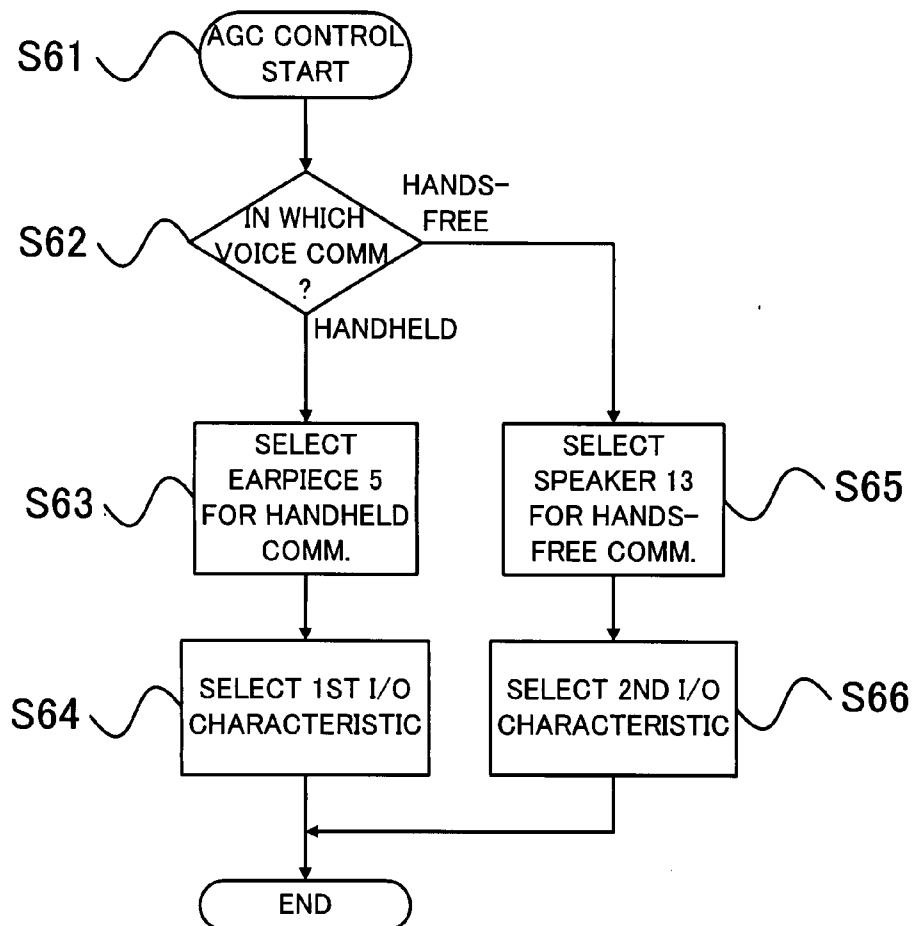 AGC CONTROL
START
S61
HANDS-
FREE
IN WHICH
VOICE COMM
?
S62
HANDHELD
SELECT
EARPIECE 5
FOR HANDHELD
COMM.
S63
SELECT
SPEAKER 13
FOR HANDS-
FREE COMM.
S65
SELECT 1ST I/O
CHARACTERISTIC
S64
SELECT 2ND I/O
CHARACTERISTIC
S66
END